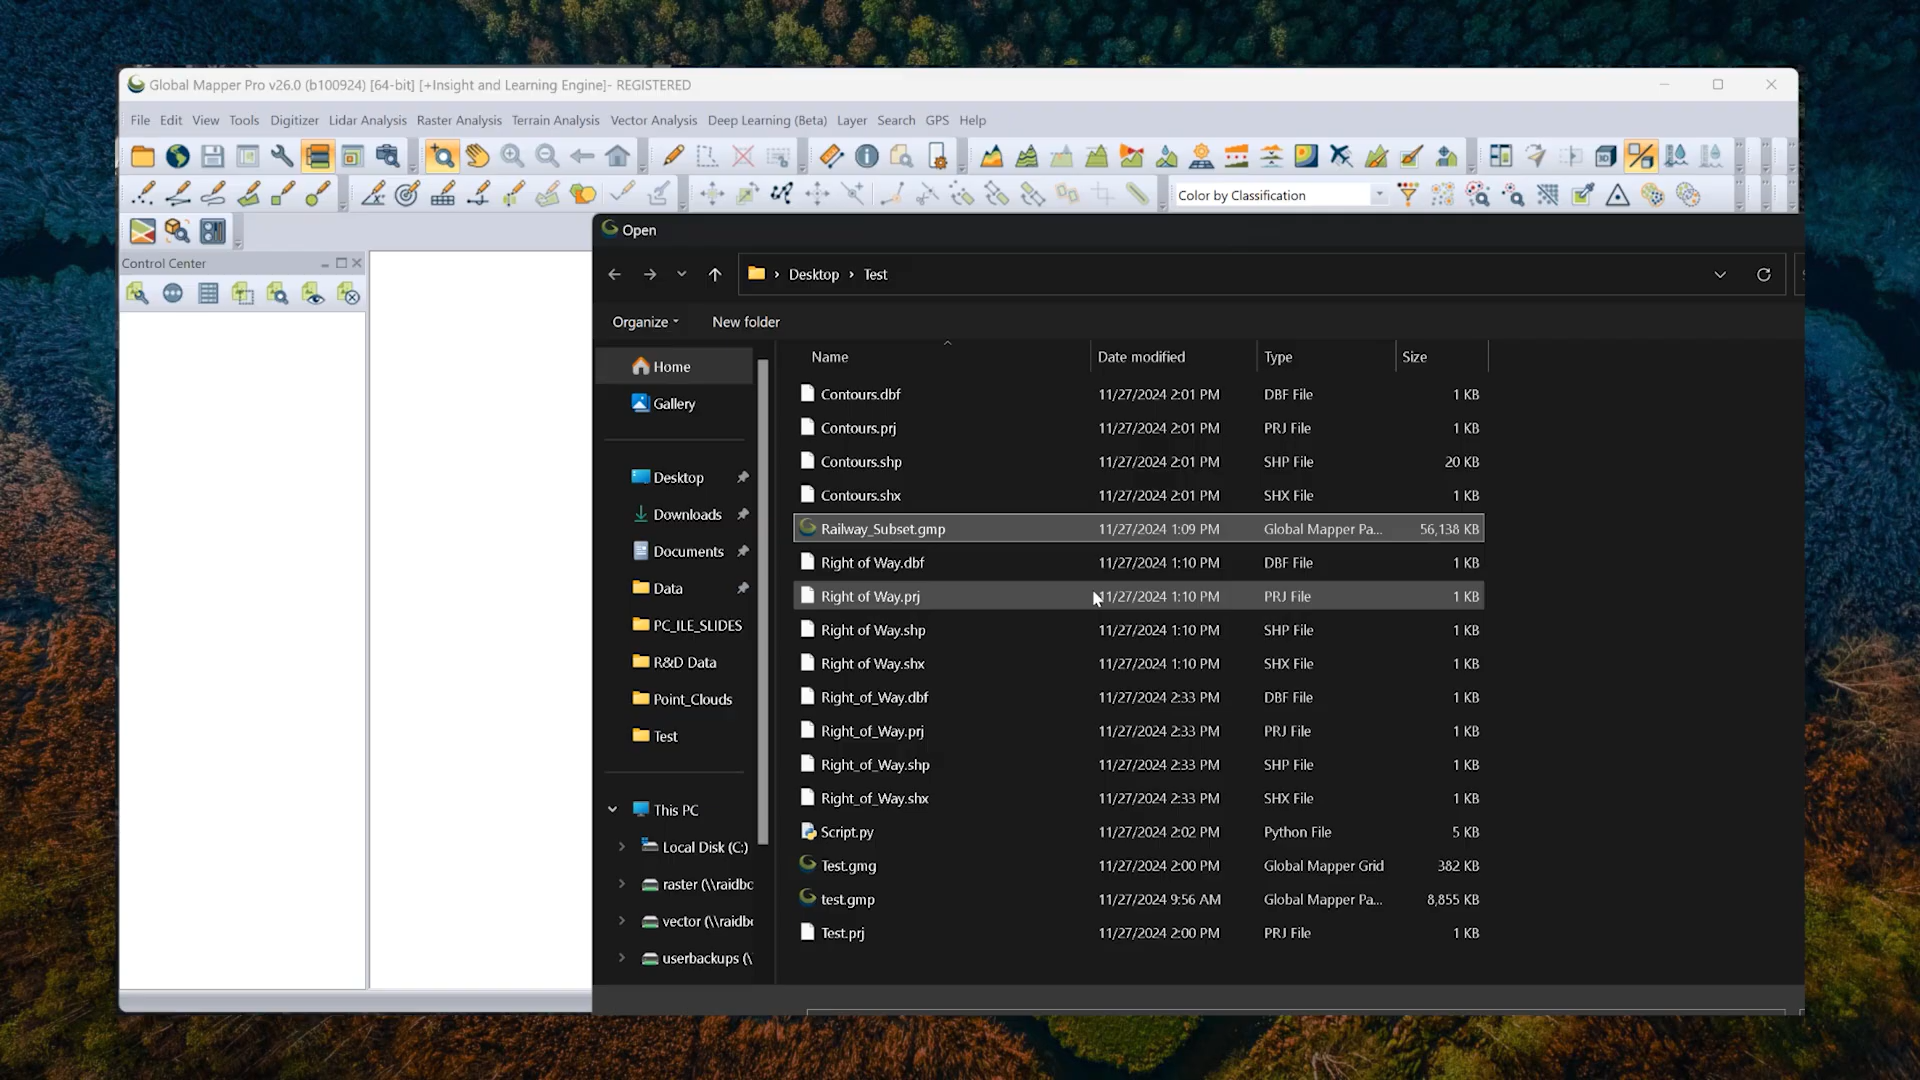 Global Mapper Pro v26.0 (b100924) [64-bit] [+Insight and Learning Engine]- REGISTERED
File Edit View Tools Digitizer Lidar Analysis Raster Analysis Terrain Analysis Vector Analysis Deep Learning (Beta) Layer Search GPS Help
Color by Classification
Control Center
Open
Desktop › Test
Organize New folder
Name Date modified Type Size
Home
Gallery
Desktop
Downloads
Documents
Data
PC_ILE_SLIDES
R&D Data
Point_Clouds
Test
This PC
Local Disk (C:)
raster (\\raidbc
vector (\\raidb
userbackups (\
Contours.dbf 11/27/2024 2:01 PM DBF File 1 KB
Contours.prj 11/27/2024 2:01 PM PRJ File 1 KB
Contours.shp 11/27/2024 2:01 PM SHP File 20 KB
Contours.shx 11/27/2024 2:01 PM SHX File 1 KB
Railway_Subset.gmp 11/27/2024 1:09 PM Global Mapper Pa... 56,138 KB
Right of Way.dbf 11/27/2024 1:10 PM DBF File 1 KB
Right of Way.prj 11/27/2024 1:10 PM PRJ File 1 KB
Right of Way.shp 11/27/2024 1:10 PM SHP File 1 KB
Right of Way.shx 11/27/2024 1:10 PM SHX File 1 KB
Right_of_Way.dbf 11/27/2024 2:33 PM DBF File 1 KB
Right_of_Way.prj 11/27/2024 2:33 PM PRJ File 1 KB
Right_of_Way.shp 11/27/2024 2:33 PM SHP File 1 KB
Right_of_Way.shx 11/27/2024 2:33 PM SHX File 1 KB
Script.py 11/27/2024 2:02 PM Python File 5 KB
Test.gmg 11/27/2024 2:00 PM Global Mapper Grid 382 KB
test.gmp 11/27/2024 9:56 AM Global Mapper Pa... 8,855 KB
Test.prj 11/27/2024 2:00 PM PRJ File 1 KB